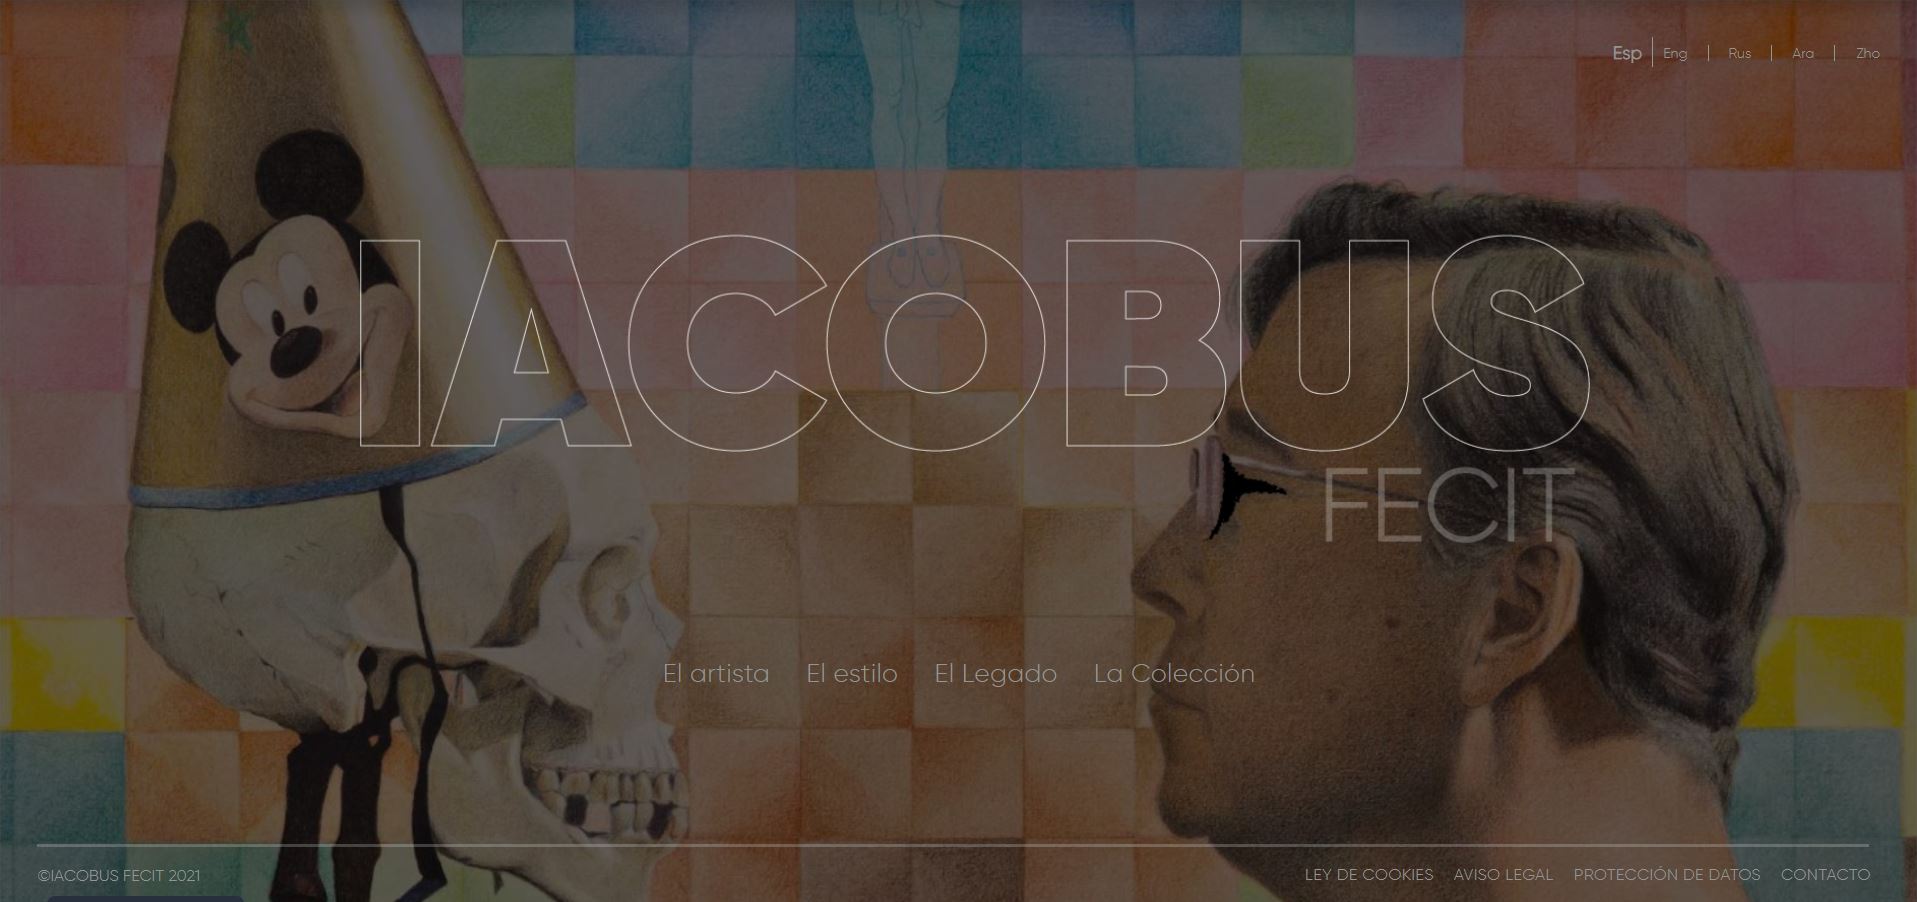 Esp Eng Rus Ara Zho
IACOBUS
FECIT
El artista El estilo El Legado La Colección
©IACOBUS FECIT 2021 LEY DE COOKIES AVISO LEGAL PROTECCIÓN DE DATOS CONTACTO